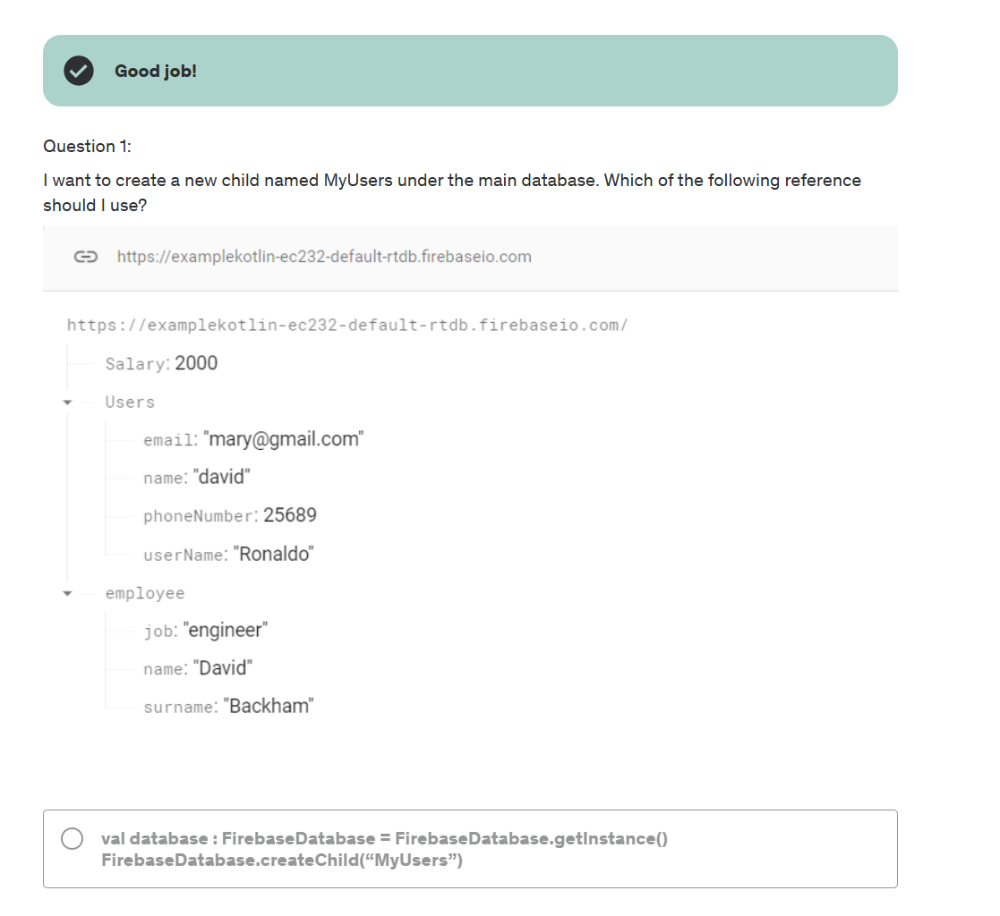 Good job!
Question 1:
I want to create a new child named MyUsers under the main database. Which of the following reference
should I use?
https://examplekotlin-ec232-default-rtdb.firebaseio.com
https://examplekotlin-ec232-default-rtdb.firebaseio.com/
Salary: 2000
Users
email: "mary@gmail.com"
name: "david"
phoneNumber: 25689
userName: "Ronaldo"
employee
job: "engineer"
name: "David"
surname: "Backham"
val database : FirebaseDatabase = FirebaseDatabase.getInstance()
FirebaseDatabase.createChild(“MyUsers”)